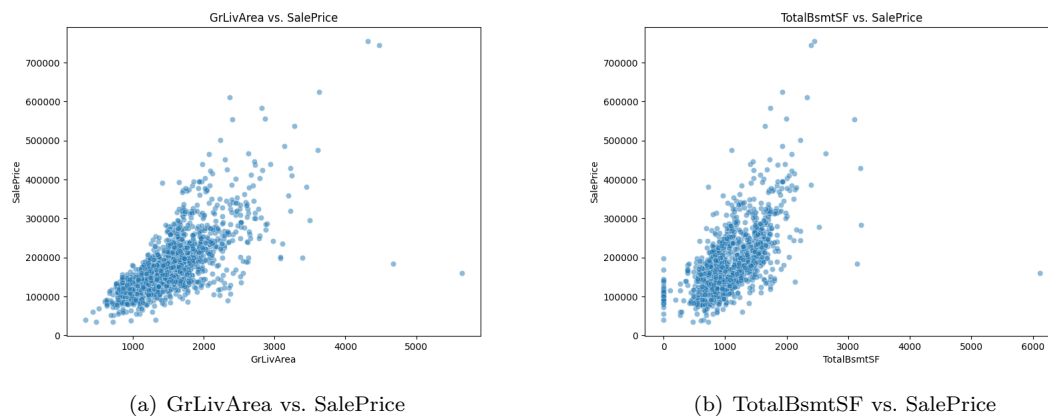 GrLivArea vs. SalePrice
700000
600000
500000
400000
300000
200000
100000
0
SalePrice
1000 2000 3000 4000 5000
GrLivArea
(a) GrLivArea vs. SalePrice
TotalBsmtSF vs. SalePrice
700000
600000
500000
400000
300000
200000
100000
0
SalePrice
0 1000 2000 3000 4000 5000 6000
TotalBsmtSF
(b) TotalBsmtSF vs. SalePrice